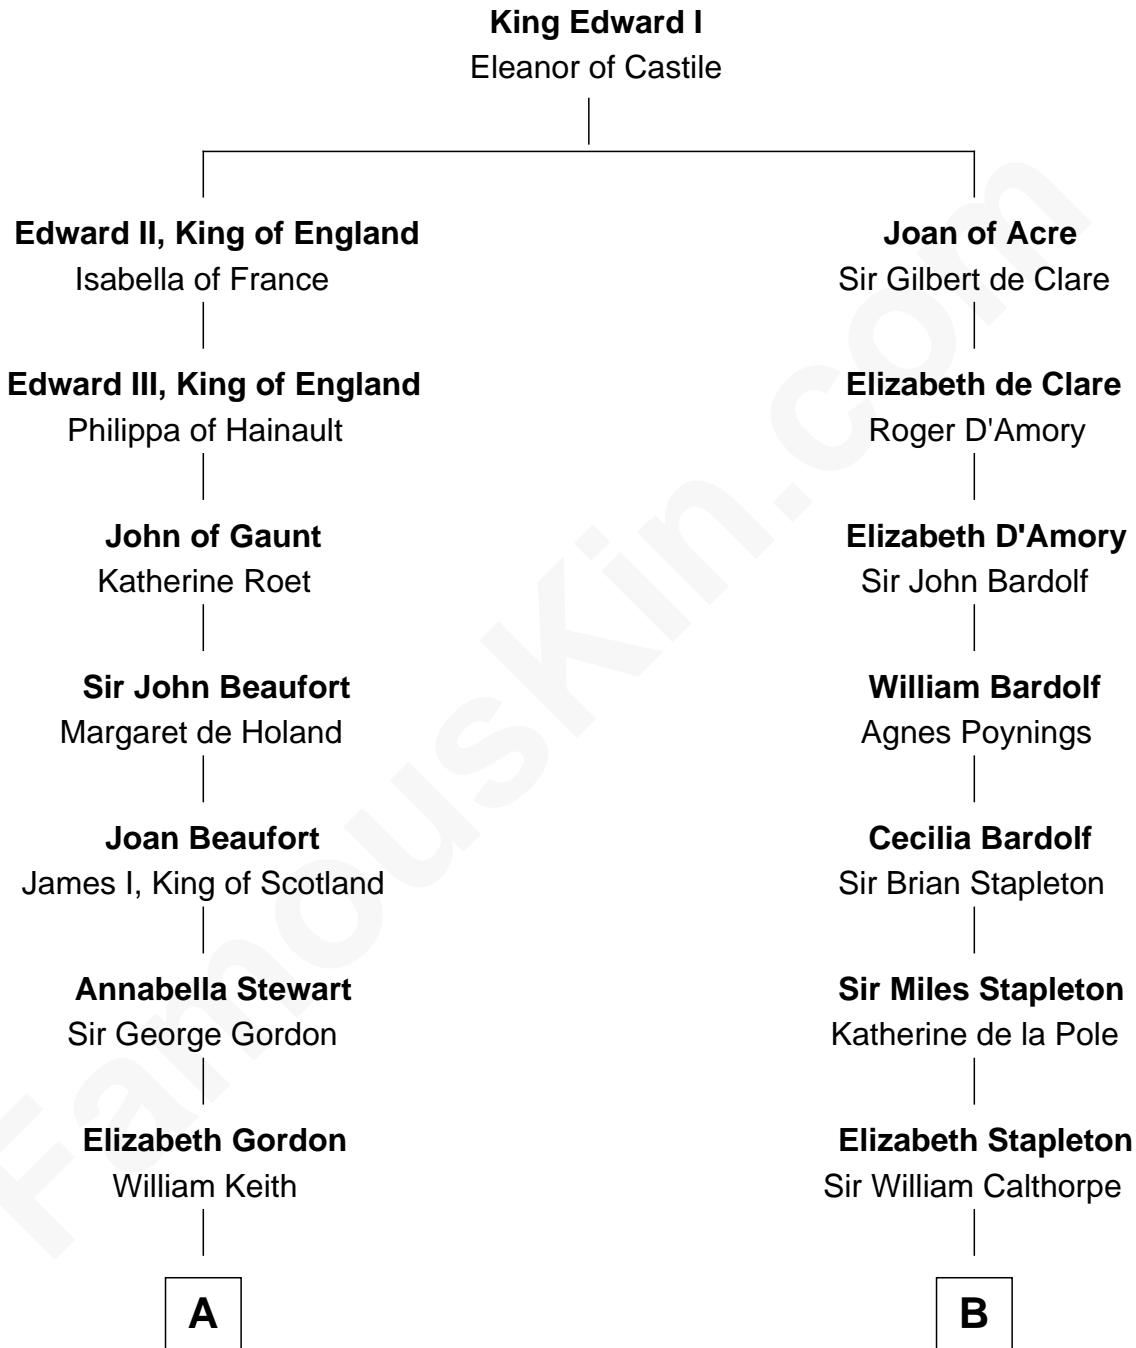 King Edward I
Eleanor of Castile
Edward II, King of England
Isabella of France
Edward III, King of England
Philippa of Hainault
John of Gaunt
Katherine Roet
Sir John Beaufort
Margaret de Holand
Joan Beaufort
James I, King of Scotland
Annabella Stewart
Sir George Gordon
Elizabeth Gordon
William Keith
A
Joan of Acre
Sir Gilbert de Clare
Elizabeth de Clare
Roger D'Amory
Elizabeth D'Amory
Sir John Bardolf
William Bardolf
Agnes Poynings
Cecilia Bardolf
Sir Brian Stapleton
Sir Miles Stapleton
Katherine de la Pole
Elizabeth Stapleton
Sir William Calthorpe
B
FamousKin.com